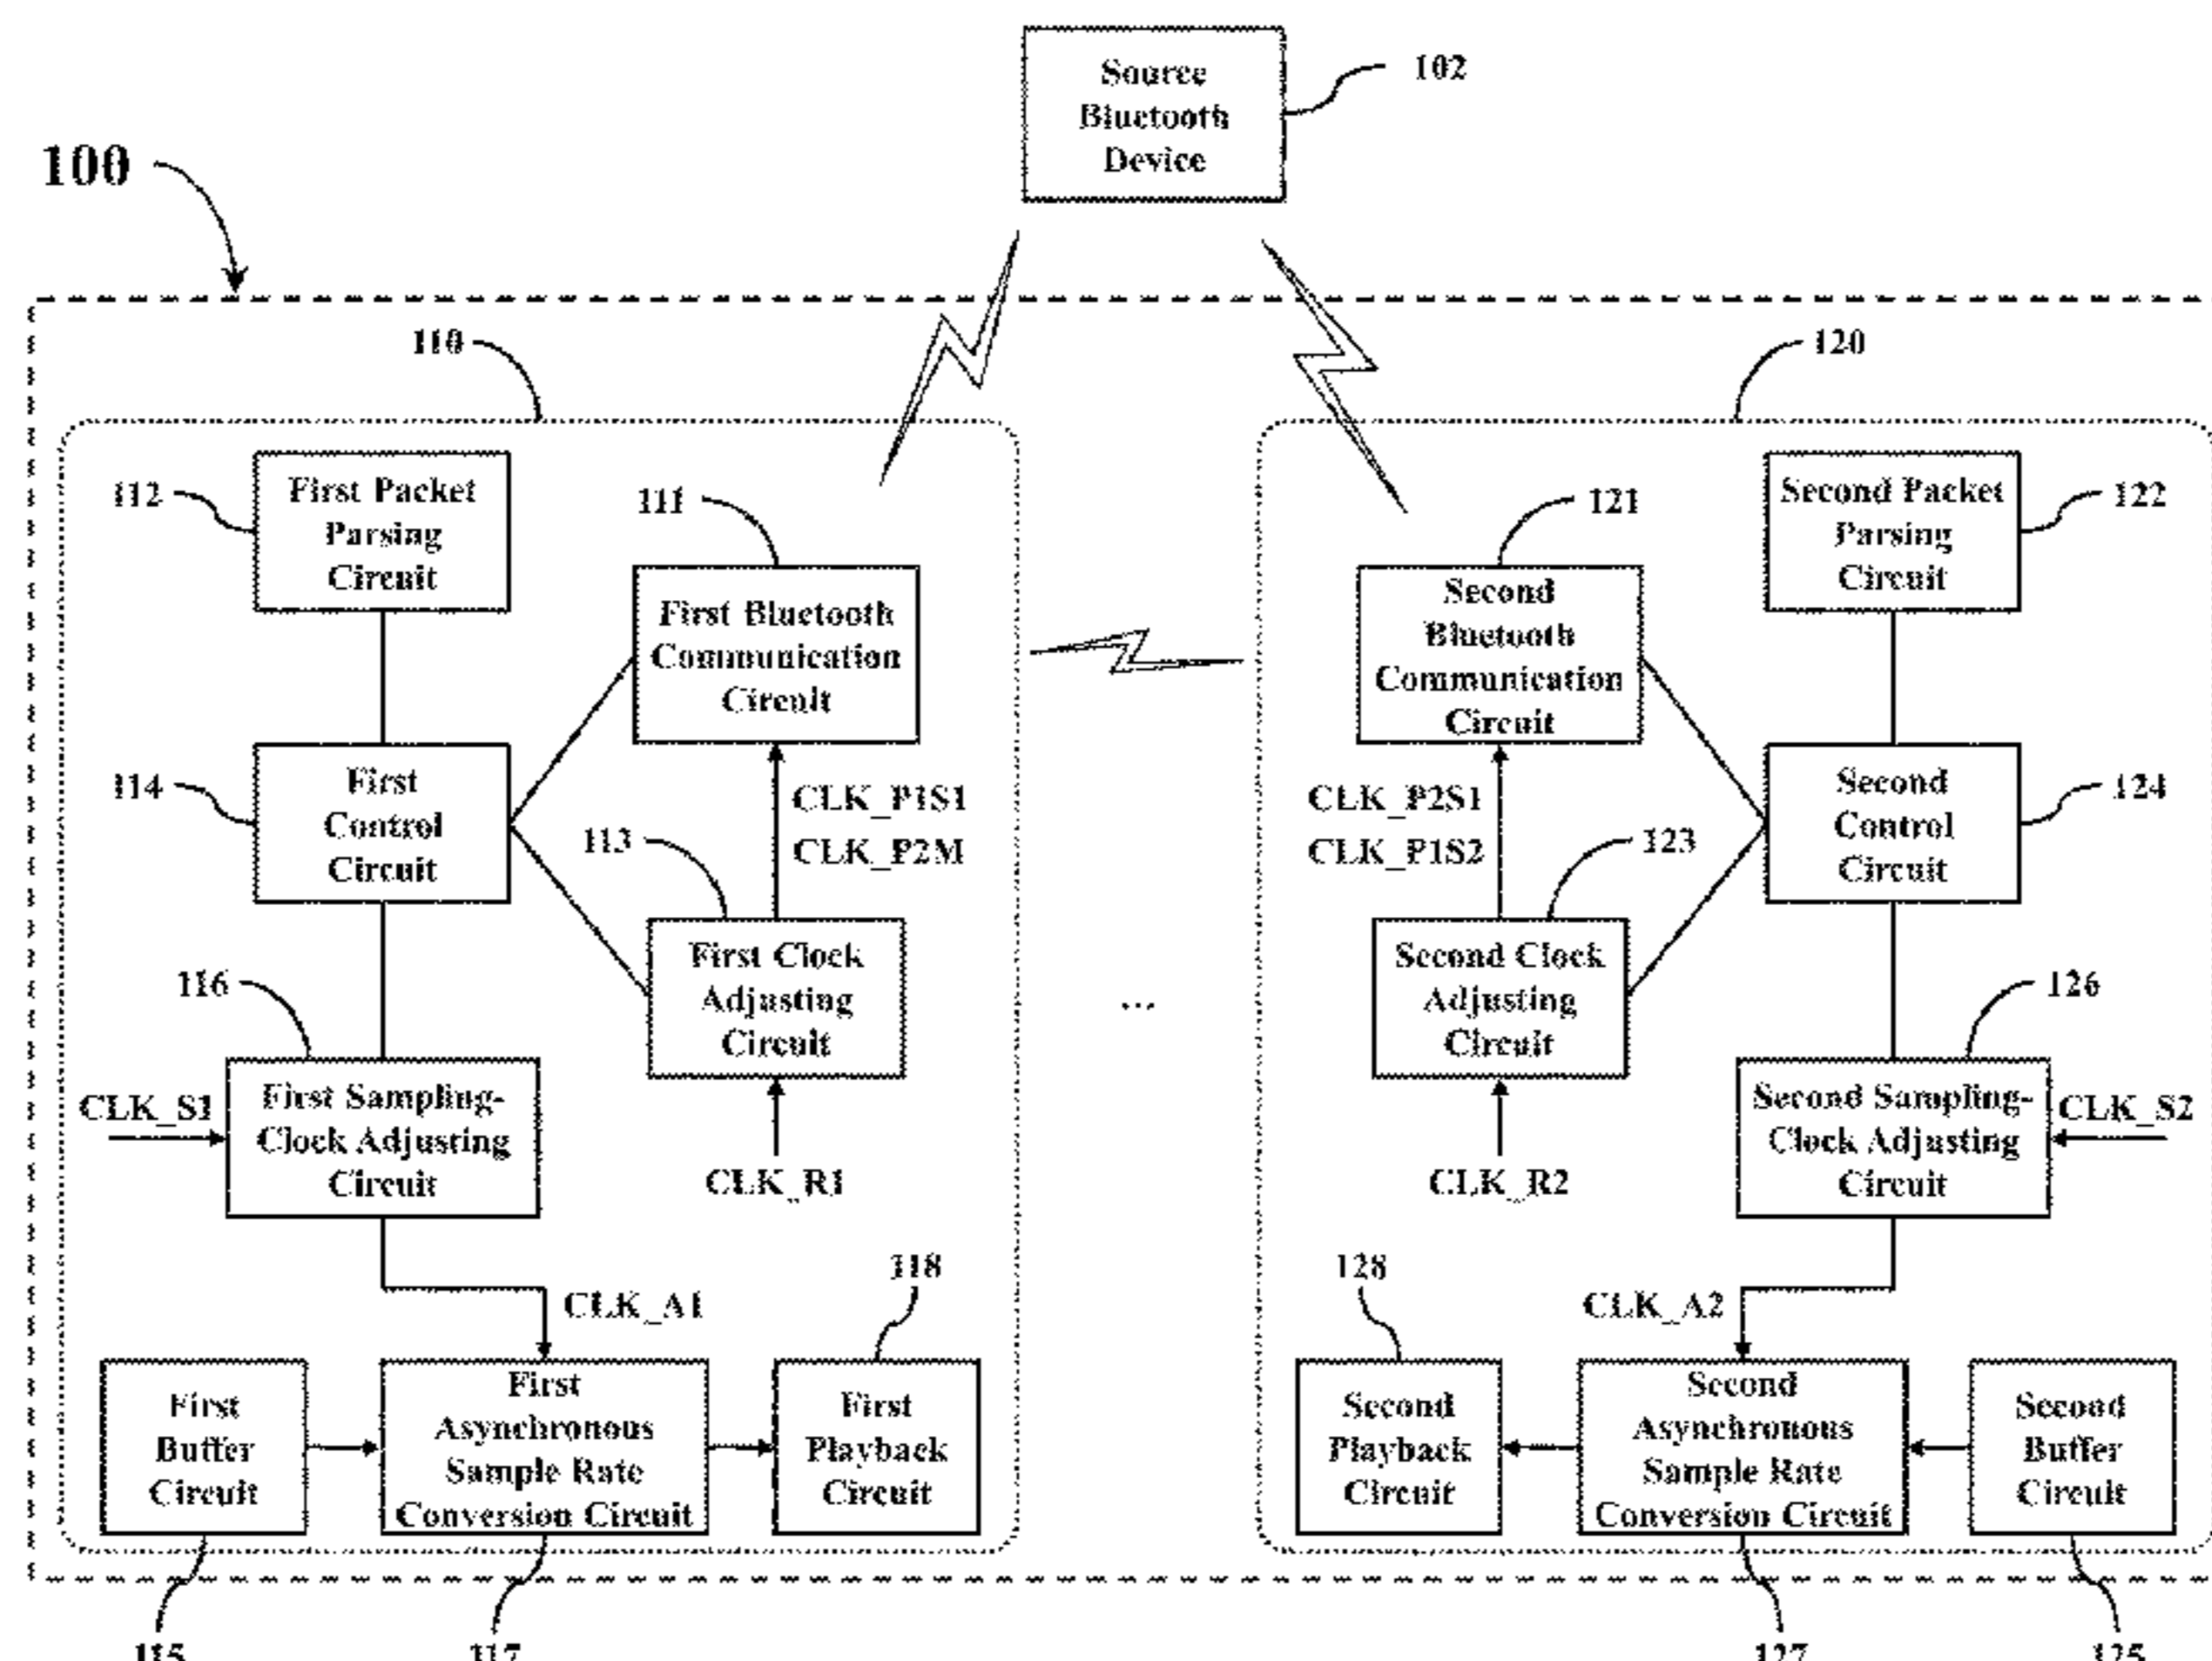 Source
Bluetooth
Device
102
100
110
120
112
First Packet
Parsing
Circuit
111
First Bluetooth
Communication
Circuit
121
Second
Bluetooth
Communication
Circuit
Second Packet
Parsing
Circuit
122
114
First
Control
Circuit
CLK_P1S1
CLK_P2M
113
First Clock
Adjusting
Circuit
CLK_P2S1
CLK_P1S2
123
Second Clock
Adjusting
Circuit
Second
Control
Circuit
124
116
CLK_S1
First Sampling-
Clock Adjusting
Circuit
CLK_R1
...
CLK_R2
126
Second Sampling-
Clock Adjusting
Circuit
CLK_S2
CLK_A1
118
128
CLK_A2
First
Buffer
Circuit
First
Asynchronous
Sample Rate
Conversion Circuit
First
Playback
Circuit
Second
Playback
Circuit
Second
Asynchronous
Sample Rate
Conversion Circuit
Second
Buffer
Circuit
115
117
127
125